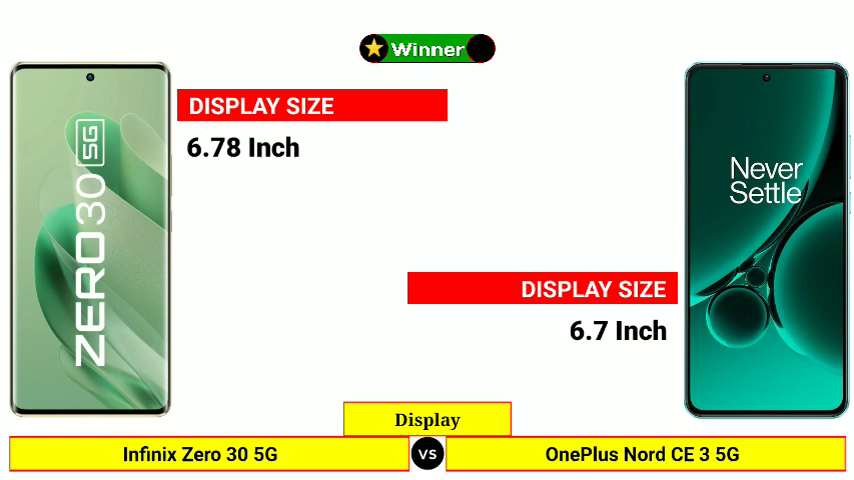 Winner
DISPLAY SIZE
6.78 Inch
ZERO 30 5G
Never
Settle
DISPLAY SIZE
6.7 Inch
Display
Infinix Zero 30 5G
VS
OnePlus Nord CE 3 5G